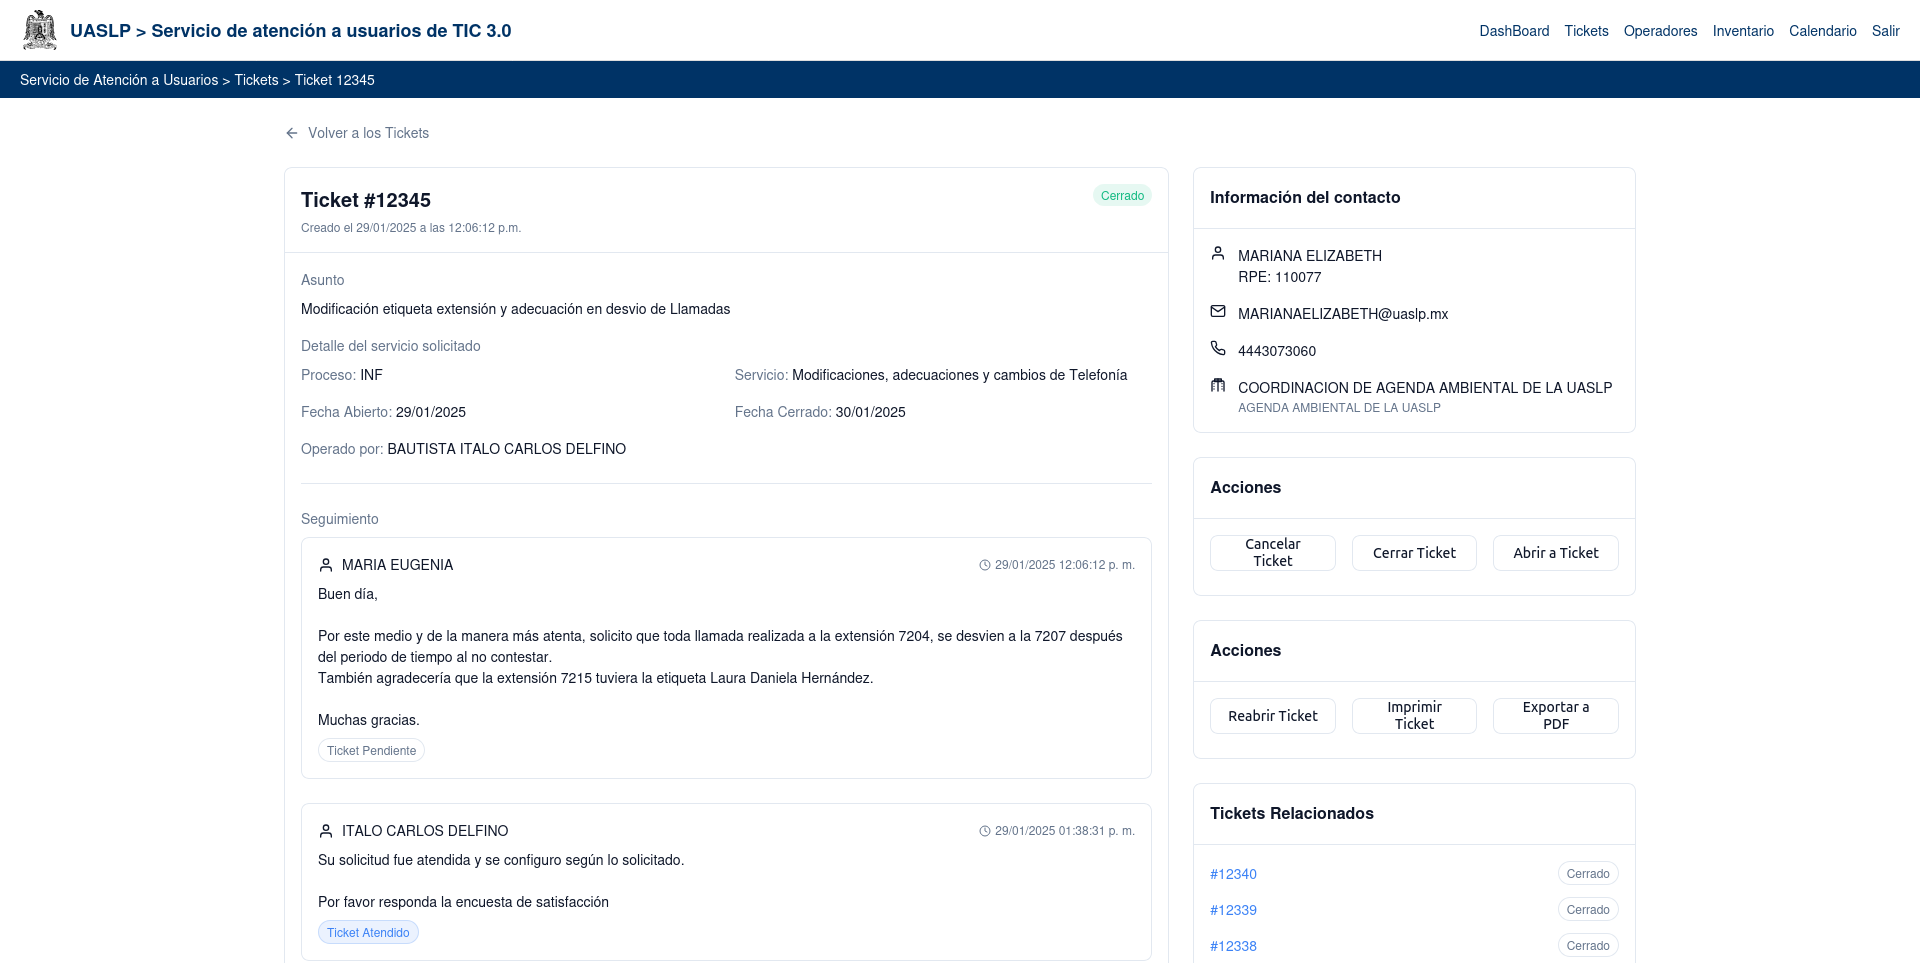 UASLP > Servicio de atención a usuarios de TIC 3.0
DashBoard Tickets Operadores Inventario Calendario Salir
Servicio de Atención a Usuarios > Tickets > Ticket 12345
Volver a los Tickets
Ticket #12345
Cerrado
Creado el 29/01/2025 a las 12:06:12 p.m.
Asunto
Modificación etiqueta extensión y adecuación en desvio de Llamadas
Detalle del servicio solicitado
Proceso: INF
Servicio: Modificaciones, adecuaciones y cambios de Telefonía
Fecha Abierto: 29/01/2025
Fecha Cerrado: 30/01/2025
Operado por: BAUTISTA ITALO CARLOS DELFINO
Seguimiento
MARIA EUGENIA
29/01/2025 12:06:12 p. m.
Buen día,
Por este medio y de la manera más atenta, solicito que toda llamada realizada a la extensión 7204, se desvien a la 7207 después
del periodo de tiempo al no contestar.
También agradecería que la extensión 7215 tuviera la etiqueta Laura Daniela Hernández.
Muchas gracias.
Ticket Pendiente
ITALO CARLOS DELFINO
29/01/2025 01:38:31 p. m.
Su solicitud fue atendida y se configuro según lo solicitado.
Por favor responda la encuesta de satisfacción
Ticket Atendido
Información del contacto
MARIANA ELIZABETH
RPE: 110077
MARIANAELIZABETH@uaslp.mx
4443073060
COORDINACION DE AGENDA AMBIENTAL DE LA UASLP
AGENDA AMBIENTAL DE LA UASLP
Acciones
Cancelar
Ticket
Cerrar Ticket
Abrir a Ticket
Acciones
Reabrir Ticket
Imprimir
Ticket
Exportar a
PDF
Tickets Relacionados
#12340
Cerrado
#12339
Cerrado
#12338
Cerrado